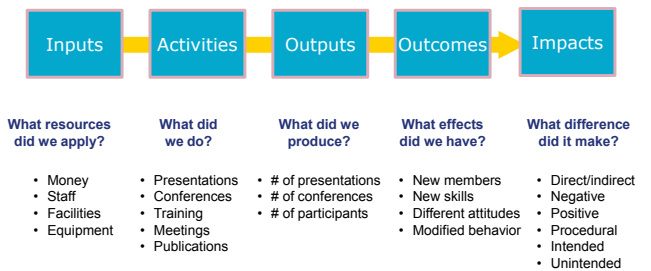 Inputs
Activities
Outputs
Outcomes
Impacts
What resources
did we apply?
• Money
• Staff
• Facilities
• Equipment
What did
we do?
• Presentations
• Conferences
• Training
• Meetings
• Publications
What did we
produce?
• # of presentations
• # of conferences
• # of participants
What effects
did we have?
• New members
• New skills
• Different attitudes
• Modified behavior
What difference
did it make?
• Direct/indirect
• Negative
• Positive
• Procedural
• Intended
• Unintended